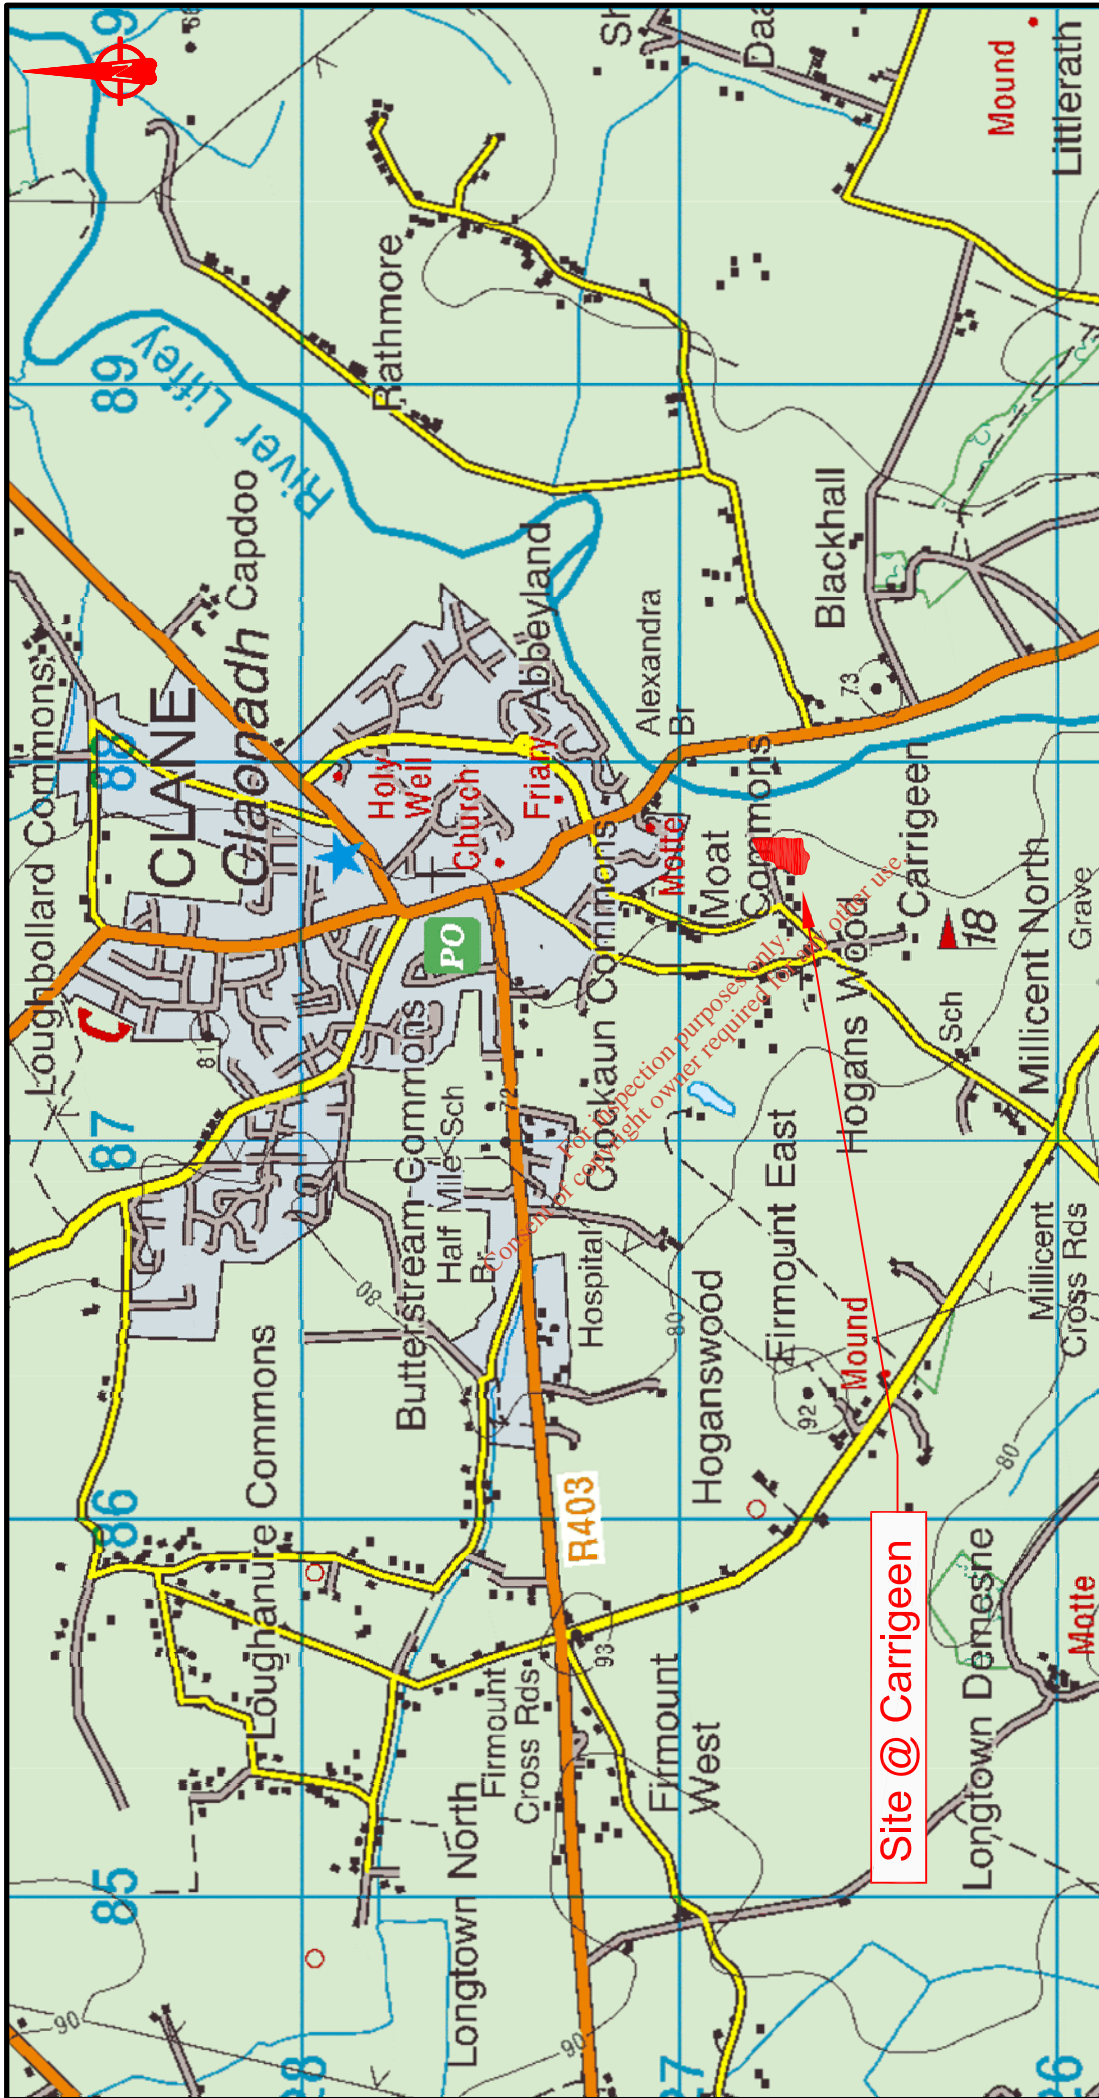 CLANE
Claonadh
Capdoo
Loughbollard Commons
River Liffey
Rathmore
Abbeyland
Alexandra
Br
Blackhall
Mound
Littlerath
Holy
Well
Church
Friary
Motte
Moat
Commons
Carrigeen
18
Millicent North
Grave
Sch
Hogans Wood
PO
Butterstream Commons
Half Mile
Br
Sch
Hospital
Crockaun Commons
Firmount East
Mound
Hoganswood
Millicent
Cross Rds
Loughanure Commons
R403
Firmount
Cross Rds
Firmount
West
Longtown North
Longtown Demesne
Motte
Site @ Carrigeen
For inspection purposes only.
Consent of copyright owner required for any other use.
85
86
87
88
89
81
72
73
80
80
80
92
93
90
90
N
C